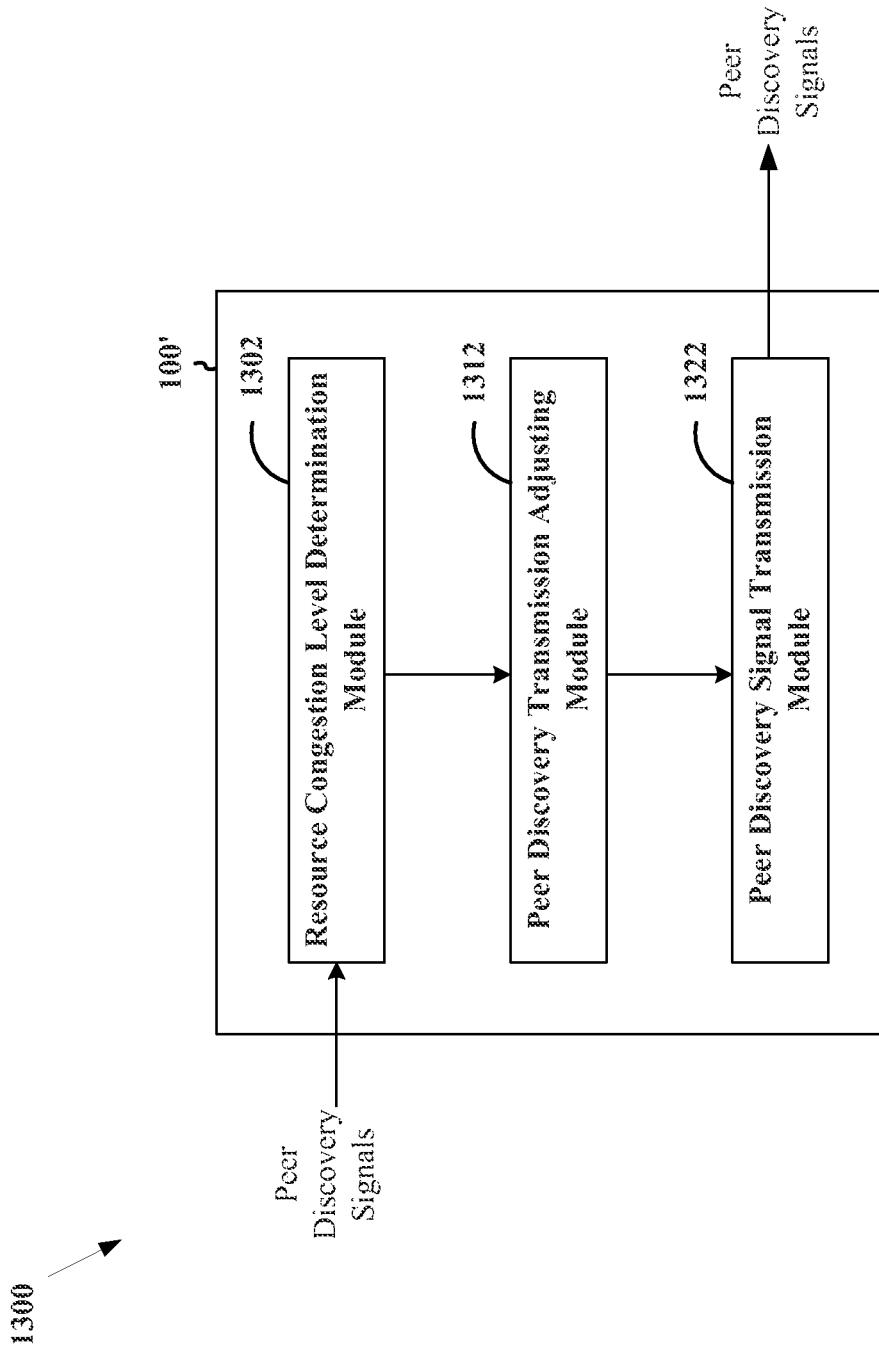 1300
100'
Peer
Discovery
Signals
1302
Resource Congestion Level Determination
Module
1312
Peer Discovery Transmission Adjusting
Module
1322
Peer Discovery Signal Transmission
Module
Peer
Discovery
Signals